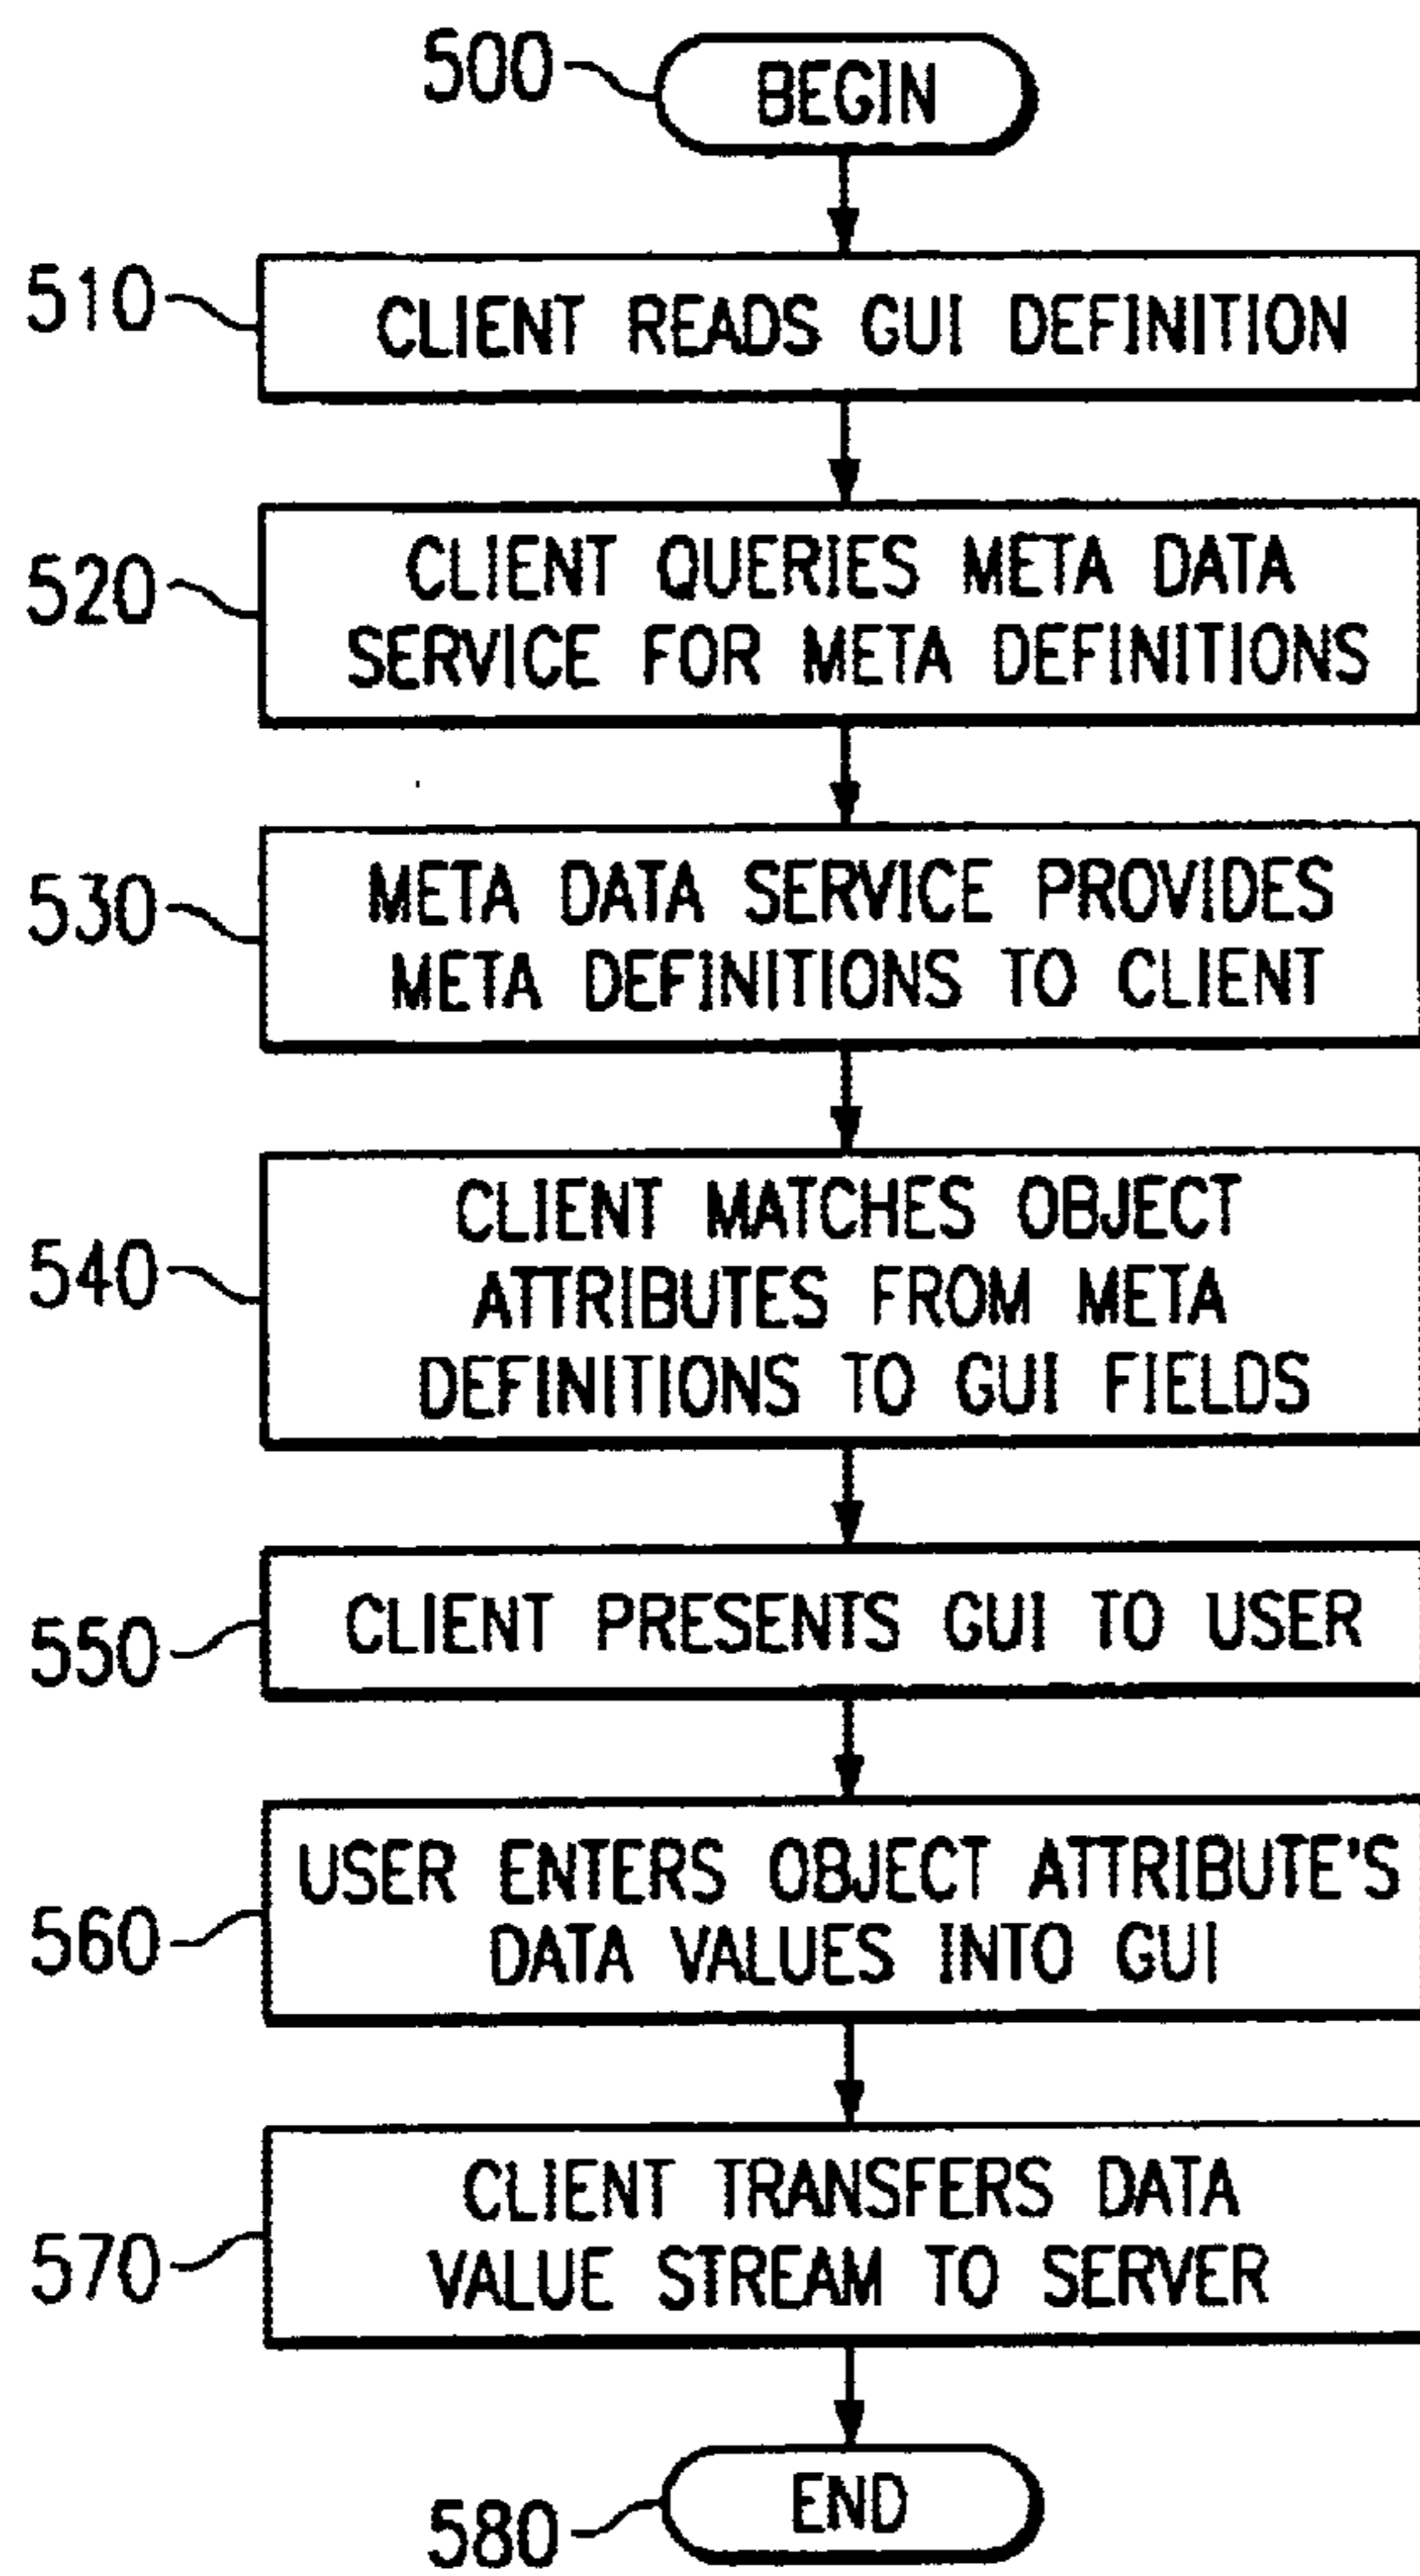 500
BEGIN
510
CLIENT READS GUI DEFINITION
520
CLIENT QUERIES META DATA
SERVICE FOR META DEFINITIONS
530
META DATA SERVICE PROVIDES
META DEFINITIONS TO CLIENT
540
CLIENT MATCHES OBJECT
ATTRIBUTES FROM META
DEFINITIONS TO GUI FIELDS
550
CLIENT PRESENTS GUI TO USER
560
USER ENTERS OBJECT ATTRIBUTE'S
DATA VALUES INTO GUI
570
CLIENT TRANSFERS DATA
VALUE STREAM TO SERVER
580
END